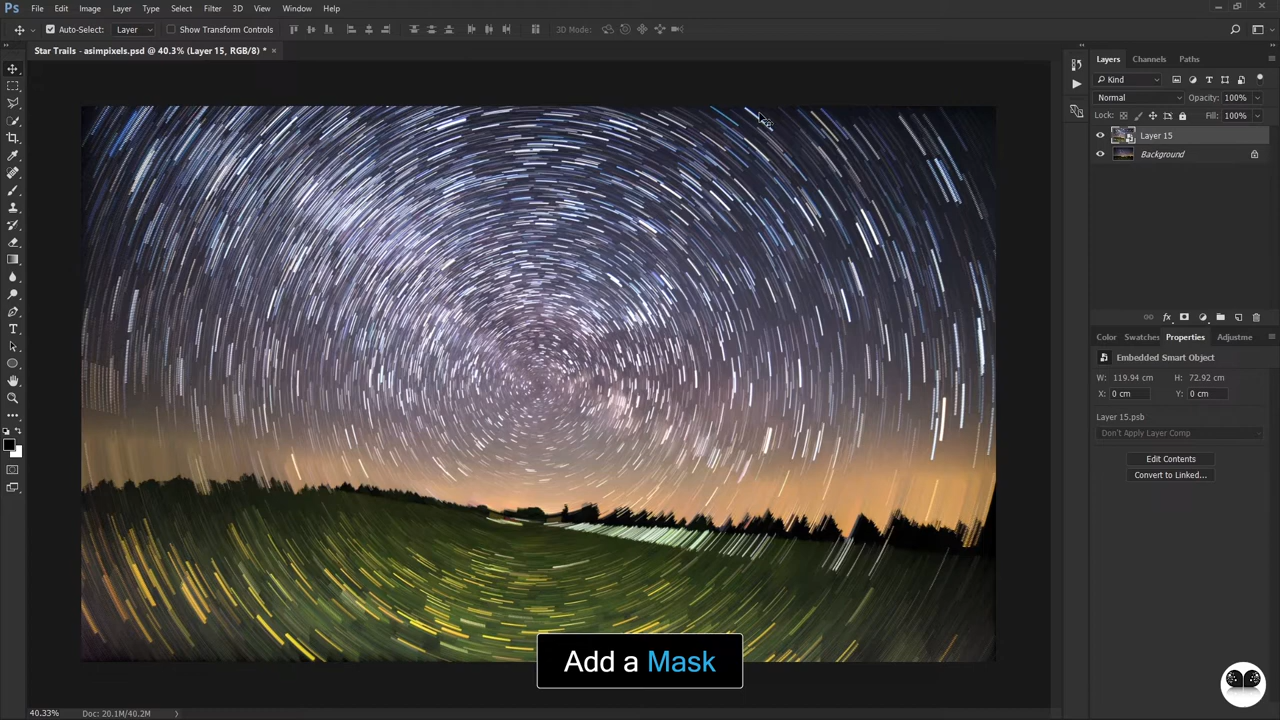 Ps File Edit Image Layer Type Select Filter 3D View Window Help
Auto-Select: Layer Show Transform Controls 3D Mode:
Star Trails - asimpixels.psd @ 40.3% (Layer 15, RGB/8) * ×
Layers Channels Paths
Kind
Normal Opacity: 100%
Lock: Fill: 100%
Layer 15
Background
fx
Color Swatches Properties Adjustme
Embedded Smart Object
W: 119.94 cm H: 72.92 cm
X: 0 cm Y: 0 cm
Layer 15.psb
Don't Apply Layer Comp
Edit Contents
Convert to Linked...
Add a Mask
40.33% Doc: 20.1M/40.2M